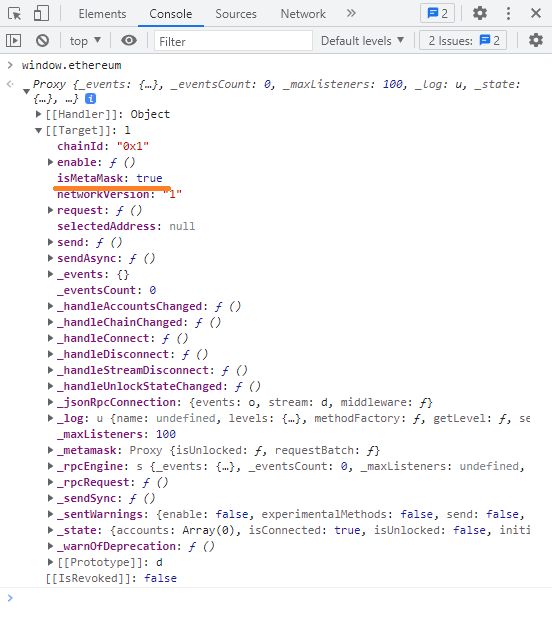 Elements Console Sources Network » 2
top ▼ Filter Default levels ▼ 2 Issues: 2
> window.ethereum
Proxy {_events: {…}, _eventsCount: 0, _maxListeners: 100, _log: u, _state:
{…}, …} i
[[Handler]]: Object
[[Target]]: l
chainId: "0x1"
enable: ƒ ()
isMetaMask: true
networkVersion: "1"
request: ƒ ()
selectedAddress: null
send: ƒ ()
sendAsync: ƒ ()
_events: {}
_eventsCount: 0
_handleAccountsChanged: ƒ ()
_handleChainChanged: ƒ ()
_handleConnect: ƒ ()
_handleDisconnect: ƒ ()
_handleStreamDisconnect: ƒ ()
_handleUnlockStateChanged: ƒ ()
_jsonRpcConnection: {events: o, stream: d, middleware: ƒ}
_log: u {name: undefined, levels: {…}, methodFactory: ƒ, getLevel: ƒ, se
_maxListeners: 100
_metamask: Proxy {isUnlocked: ƒ, requestBatch: ƒ}
_rpcEngine: s {_events: {…}, _eventsCount: 0, _maxListeners: undefined,
_rpcRequest: ƒ ()
_sendSync: ƒ ()
_sentWarnings: {enable: false, experimentalMethods: false, send: false,
_state: {accounts: Array(0), isConnected: true, isUnlocked: false, initi
_warnOfDeprecation: ƒ ()
[[Prototype]]: d
[[IsRevoked]]: false
>